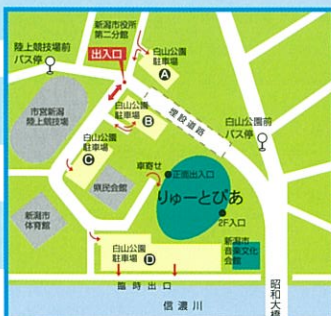 新潟市役所
第二分館
陸上競技場前
バス停
出入口
白山公園
駐車場
A
市営新潟
陸上競技場
白山公園
駐車場
B
埋設道路
白山公園前
バス停
白山公園
駐車場
C
車寄せ
正面出入口
県民会館
りゅーとぴあ
新潟市
体育館
2F入口
新潟市
音楽文化
会館
白山公園
駐車場
D
臨時出口
信濃川
昭和大橋